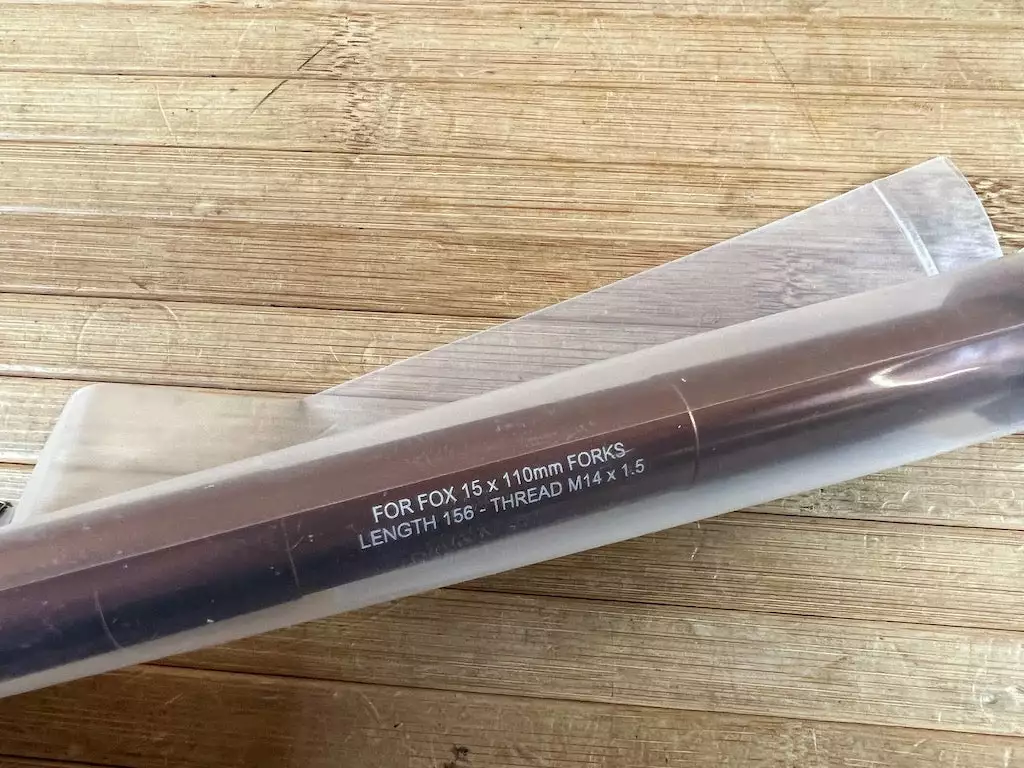 FOR FOX 15 x 110mm FORKS
LENGTH 156 - THREAD M14 x 1.5